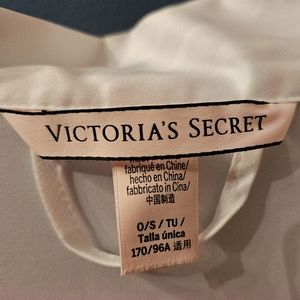 VICTORIA'S SECRET
fabriqué en Chine/
hecho en China/
fabbricato in Cina/
中国制造
O/S / TU /
Talla única
170/96A 适用